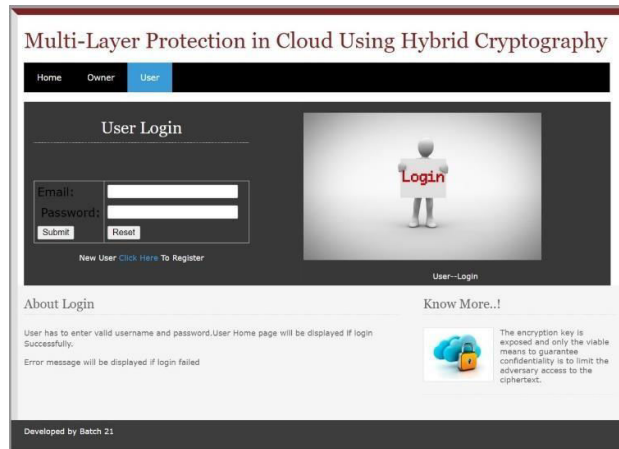 Multi-Layer Protection in Cloud Using Hybrid Cryptography
Home Owner User
User Login
Email:
Password:
Submit Reset
New User Click Here To Register
Login
User--Login
About Login
User has to enter valid username and password.User Home page will be displayed if login
Successfully.
Error message will be displayed if login failed
Know More..!
The encryption key is
exposed and only the viable
means to guarantee
confidentiality is to limit the
adversary access to the
ciphertext.
Developed by Batch 21